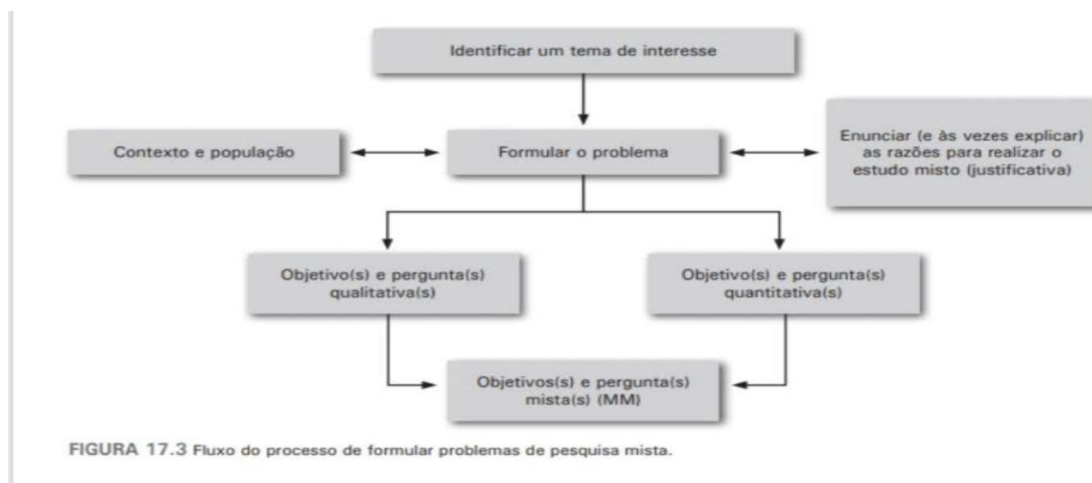 Identificar um tema de interesse
Contexto e população
Formular o problema
Enunciar (e às vezes explicar)
as razões para realizar o
estudo misto (justificativa)
Objetivo(s) e pergunta(s)
qualitativa(s)
Objetivo(s) e pergunta(s)
quantitativa(s)
Objetivos(s) e pergunta(s)
mista(s) (MM)
FIGURA 17.3 Fluxo do processo de formular problemas de pesquisa mista.